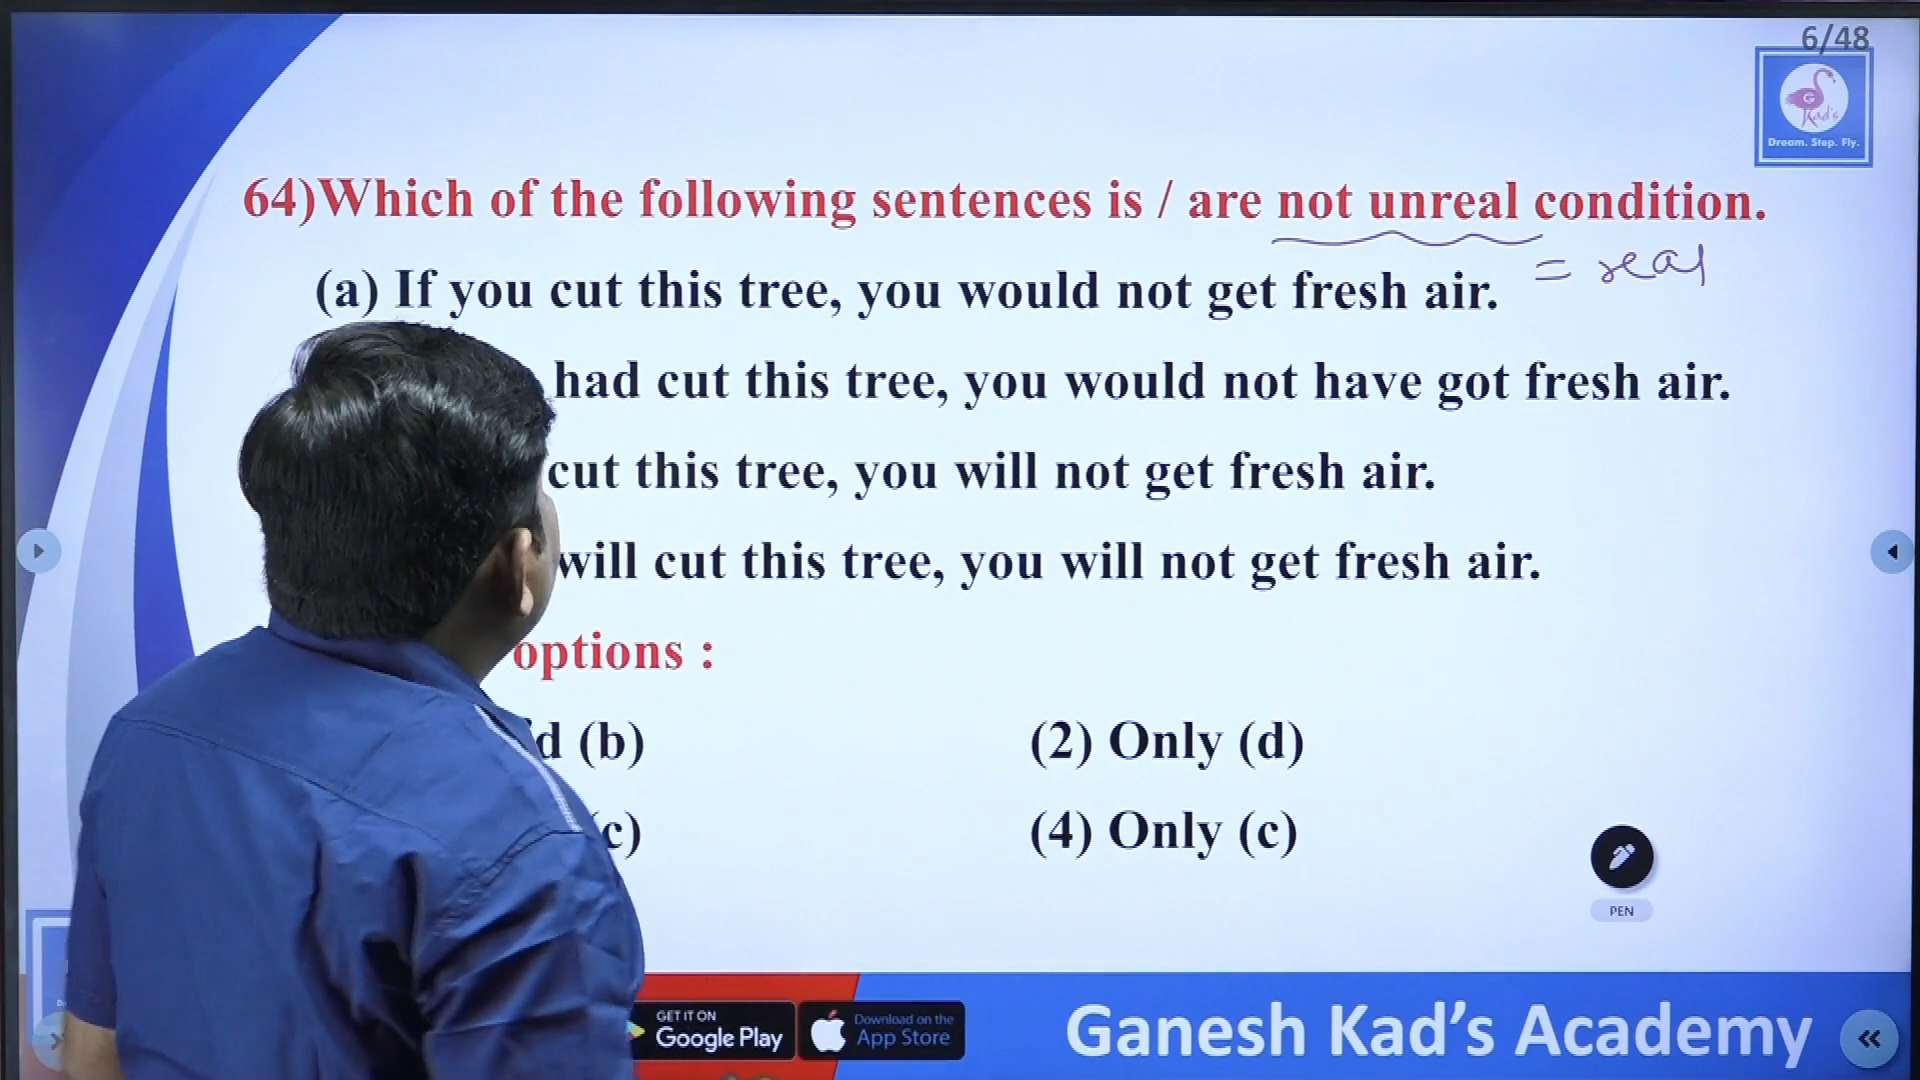 6/48
G
Kad's
Dream. Step. Fly.
64)Which of the following sentences is / are not unreal condition.
= real
(a) If you cut this tree, you would not get fresh air.
had cut this tree, you would not have got fresh air.
cut this tree, you will not get fresh air.
will cut this tree, you will not get fresh air.
options :
d (b)
(2) Only (d)
(c)
(4) Only (c)
PEN
GET IT ON
Google Play
Download on the
App Store
Ganesh Kad's Academy